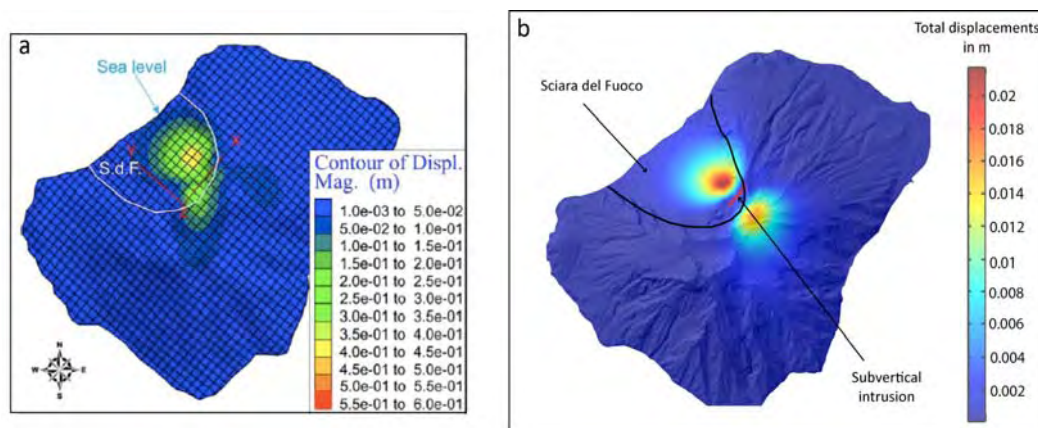 a
Sea level
S.d.F.
Contour of Displ.
Mag. (m)
1.0e-03 to 5.0e-02
5.0e-02 to 1.0e-01
1.0e-01 to 1.5e-01
1.5e-01 to 2.0e-01
2.0e-01 to 2.5e-01
2.5e-01 to 3.0e-01
3.0e-01 to 3.5e-01
3.5e-01 to 4.0e-01
4.0e-01 to 4.5e-01
4.5e-01 to 5.0e-01
5.0e-01 to 5.5e-01
5.5e-01 to 6.0e-01
N
W
E
S
b
Sciara del Fuoco
Subvertical
intrusion
Total displacements
in m
0.02
0.018
0.016
0.014
0.012
0.010
0.008
0.006
0.004
0.002